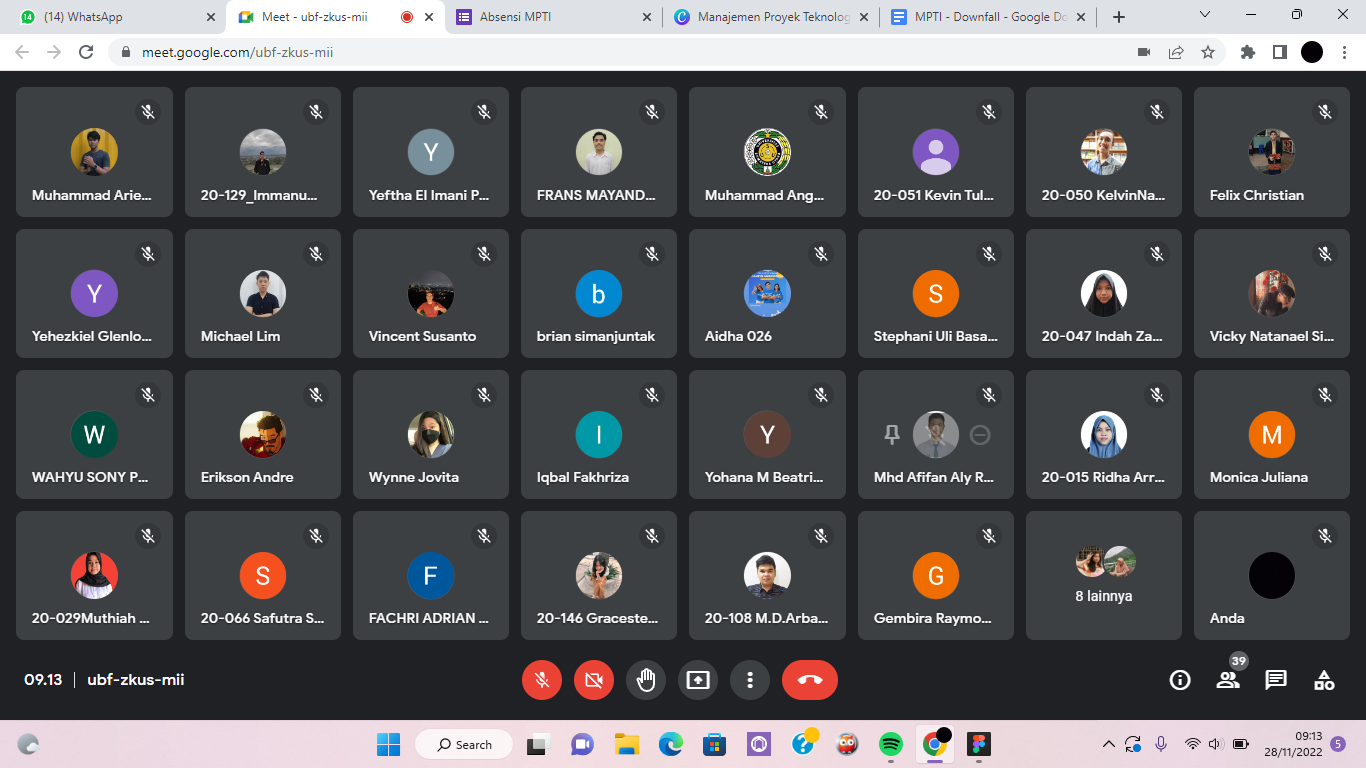 (14) WhatsApp
Meet - ubf-zkus-mii
Absensi MPTI
Manajemen Proyek Teknolog
MPTI - Downfall - Google Do
meet.google.com/ubf-zkus-mii
Muhammad Arie...
20-129_Immanu...
Yeftha El Imani P...
FRANS MAYAND...
Muhammad Ang...
20-051 Kevin Tul...
20-050 KelvinNa...
Felix Christian
Yehezkiel Glenlo...
Michael Lim
Vincent Susanto
brian simanjuntak
Aidha 026
Stephani Uli Basa...
20-047 Indah Za...
Vicky Natanael Si...
WAHYU SONY P...
Erikson Andre
Wynne Jovita
Iqbal Fakhriza
Yohana M Beatri...
Mhd Afifan Aly R...
20-015 Ridha Arr...
Monica Juliana
20-029Muthiah ...
20-066 Safutra S...
FACHRI ADRIAN ...
20-146 Graceste...
20-108 M.D.Arba...
Gembira Raymo...
8 lainnya
Anda
Y
Y
b
S
W
I
Y
M
S
F
G
09.13 | ubf-zkus-mii
39
Search
09:13
28/11/2022
5